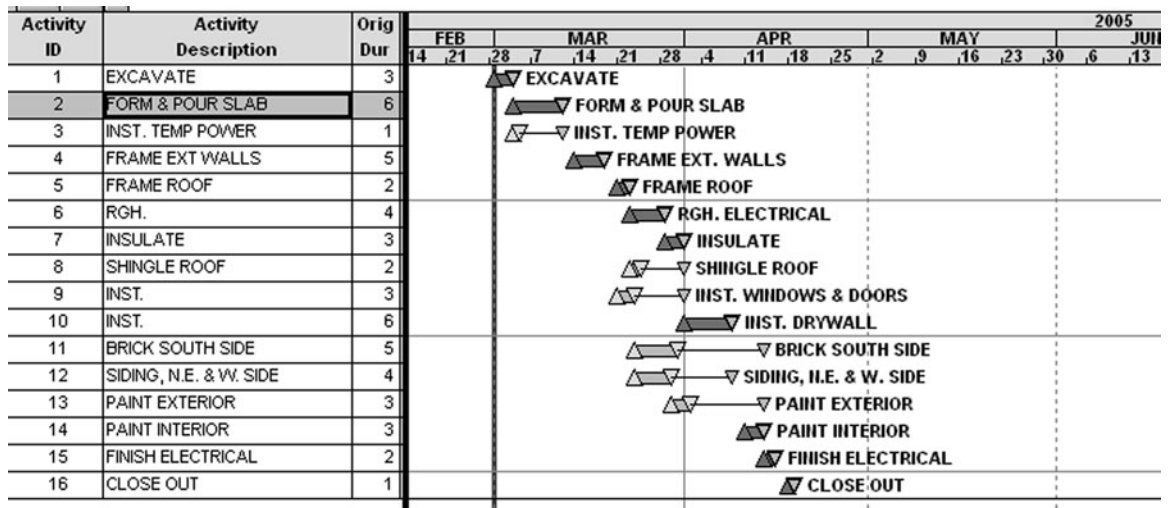 2005
Activity ID Activity Description Orig Dur
FEB MAR APR MAY JUN
14 21 28 7 14 21 28 4 11 18 25 2 9 16 23 30 6 13
1 EXCAVATE 3 EXCAVATE
2 FORM & POUR SLAB 6 FORM & POUR SLAB
3 INST. TEMP POWER 1 INST. TEMP POWER
4 FRAME EXT WALLS 5 FRAME EXT. WALLS
5 FRAME ROOF 2 FRAME ROOF
6 RGH. 4 RGH. ELECTRICAL
7 INSULATE 3 INSULATE
8 SHINGLE ROOF 2 SHINGLE ROOF
9 INST. 3 INST. WINDOWS & DOORS
10 INST. 6 INST. DRYWALL
11 BRICK SOUTH SIDE 5 BRICK SOUTH SIDE
12 SIDING, N.E. & W. SIDE 4 SIDING, N.E. & W. SIDE
13 PAINT EXTERIOR 3 PAINT EXTERIOR
14 PAINT INTERIOR 3 PAINT INTERIOR
15 FINISH ELECTRICAL 2 FINISH ELECTRICAL
16 CLOSE OUT 1 CLOSE OUT